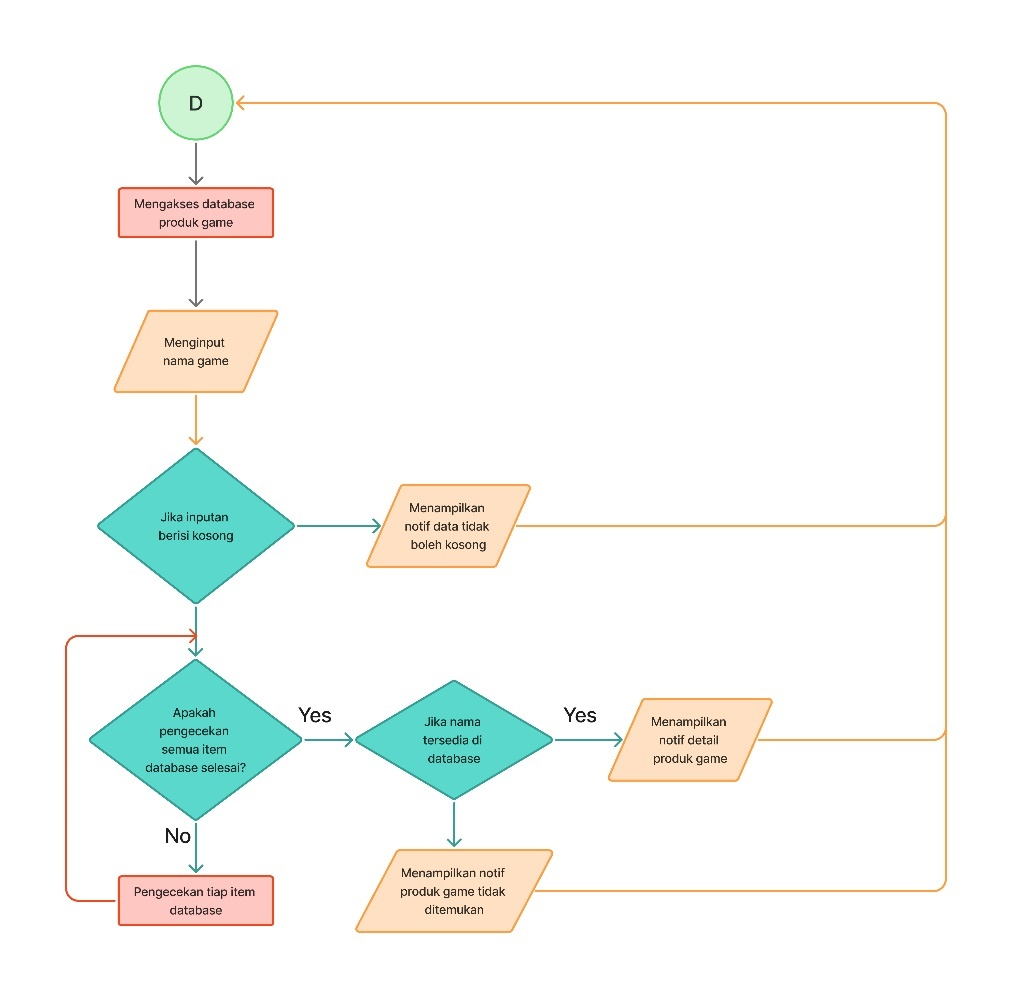 D
Mengakses database
produk game
Menginput
nama game
Jika inputan
berisi kosong
Menampilkan
notif data tidak
boleh kosong
Apakah
pengecekan
semua item
database selesai?
Yes
Jika nama
tersedia di
database
Yes
Menampilkan
notif detail
produk game
No
Pengecekan tiap item
database
Menampilkan notif
produk game tidak
ditemukan